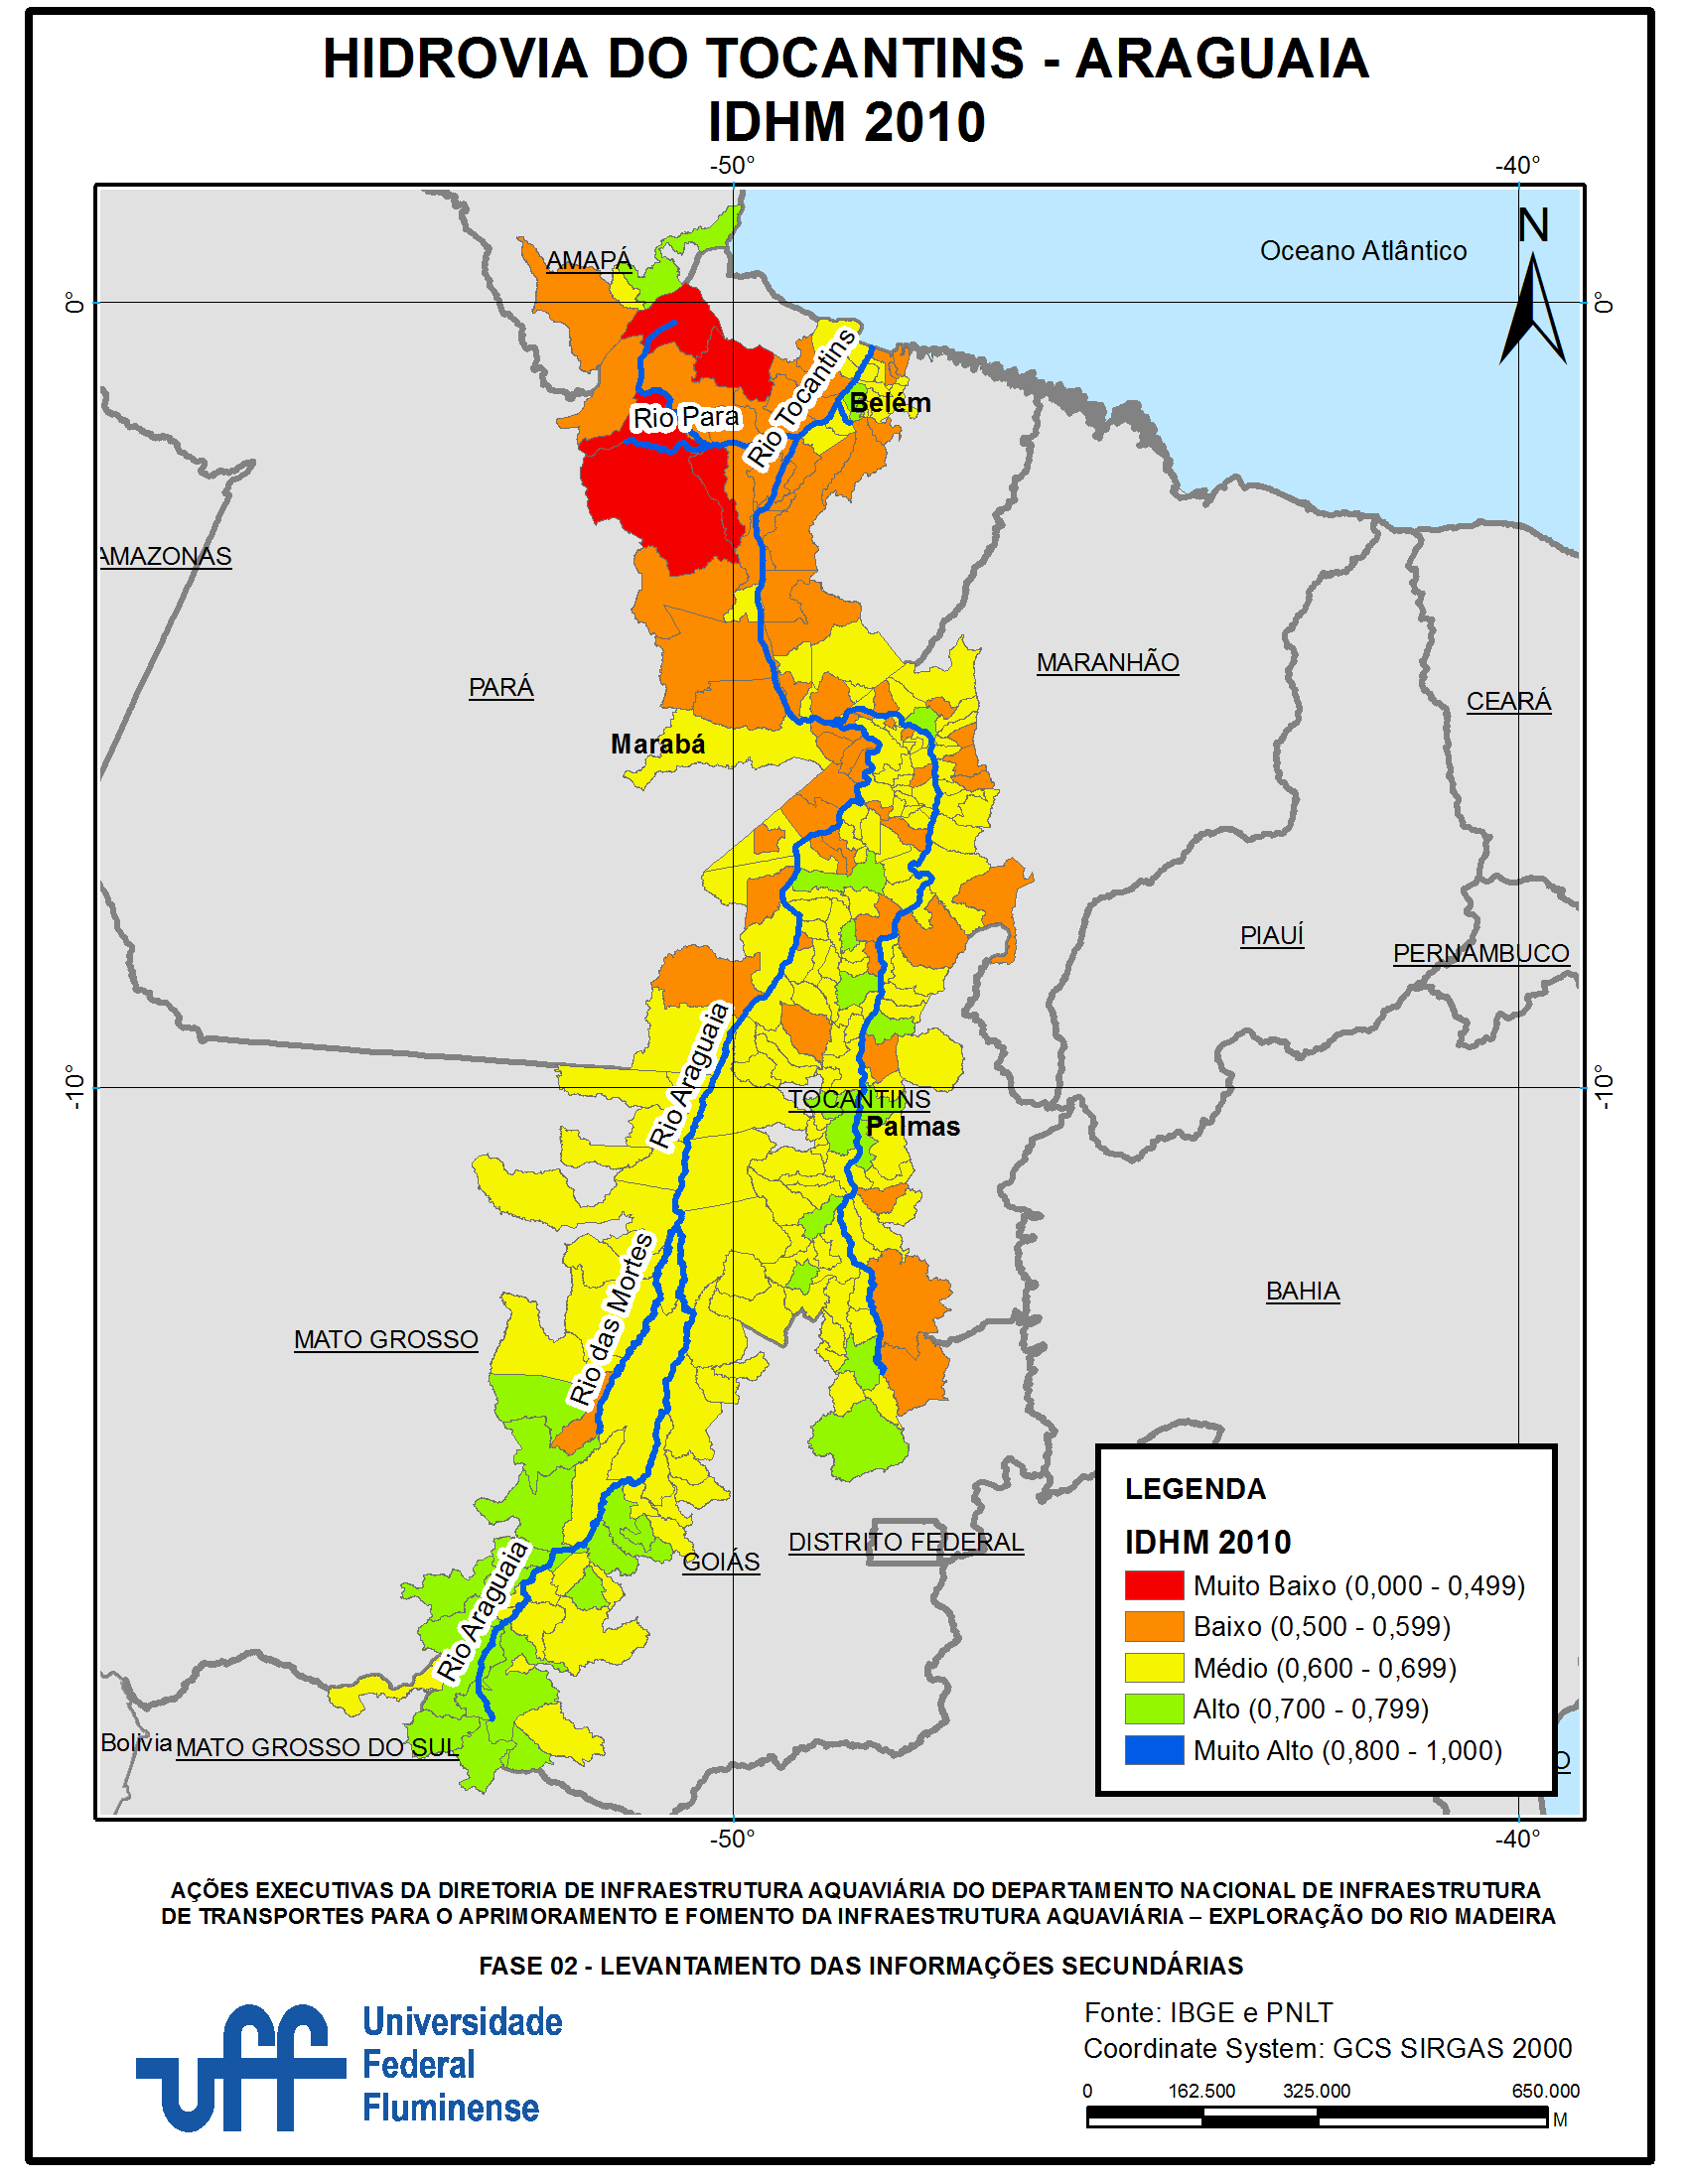 HIDROVIA DO TOCANTINS - ARAGUAIA
IDHM 2010
-50°
-40°
N
Oceano Atlântico
AMAPÁ
0°
0°
Rio Tocantins
Belém
Rio Para
AMAZONAS
MARANHÃO
PARÁ
CEARÁ
Marabá
PIAUÍ
PERNAMBUCO
Rio Araguaia
-10°
-10°
TOCANTINS
Palmas
Rio das Mortes
BAHIA
MATO GROSSO
DISTRITO FEDERAL
GOIÁS
Rio Araguaia
Bolivia
MATO GROSSO DO SUL
O
LEGENDA
IDHM 2010
Muito Baixo (0,000 - 0,499)
Baixo (0,500 - 0,599)
Médio (0,600 - 0,699)
Alto (0,700 - 0,799)
Muito Alto (0,800 - 1,000)
-50°
-40°
AÇÕES EXECUTIVAS DA DIRETORIA DE INFRAESTRUTURA AQUAVIÁRIA DO DEPARTAMENTO NACIONAL DE INFRAESTRUTURA
DE TRANSPORTES PARA O APRIMORAMENTO E FOMENTO DA INFRAESTRUTURA AQUAVIÁRIA – EXPLORAÇÃO DO RIO MADEIRA
FASE 02 - LEVANTAMENTO DAS INFORMAÇÕES SECUNDÁRIAS
uff
Universidade
Federal
Fluminense
Fonte: IBGE e PNLT
Coordinate System: GCS SIRGAS 2000
0 162.500 325.000 650.000
M